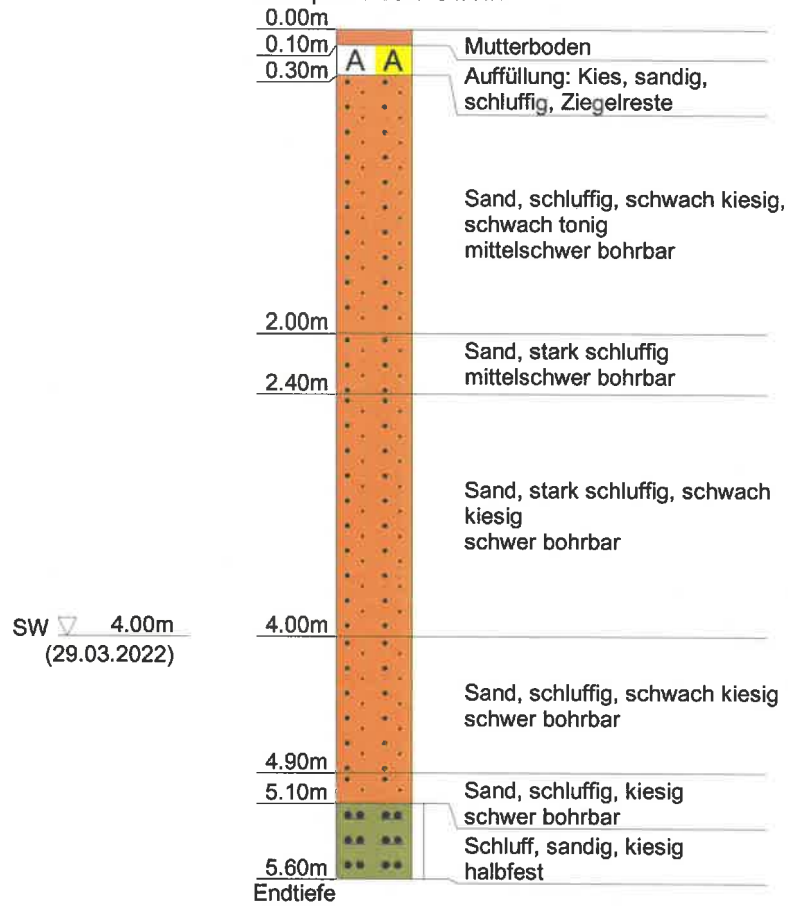 0.00m
0.10m
A A
Mutterboden
0.30m
Auffüllung: Kies, sandig,
schluffig, Ziegelreste
Sand, schluffig, schwach kiesig,
schwach tonig
mittelschwer bohrbar
2.00m
Sand, stark schluffig
mittelschwer bohrbar
2.40m
Sand, stark schluffig, schwach
kiesig
schwer bohrbar
SW 4.00m
(29.03.2022)
4.00m
Sand, schluffig, schwach kiesig
schwer bohrbar
4.90m
5.10m
Sand, schluffig, kiesig
schwer bohrbar
Schluff, sandig, kiesig
halbfest
5.60m
Endtiefe